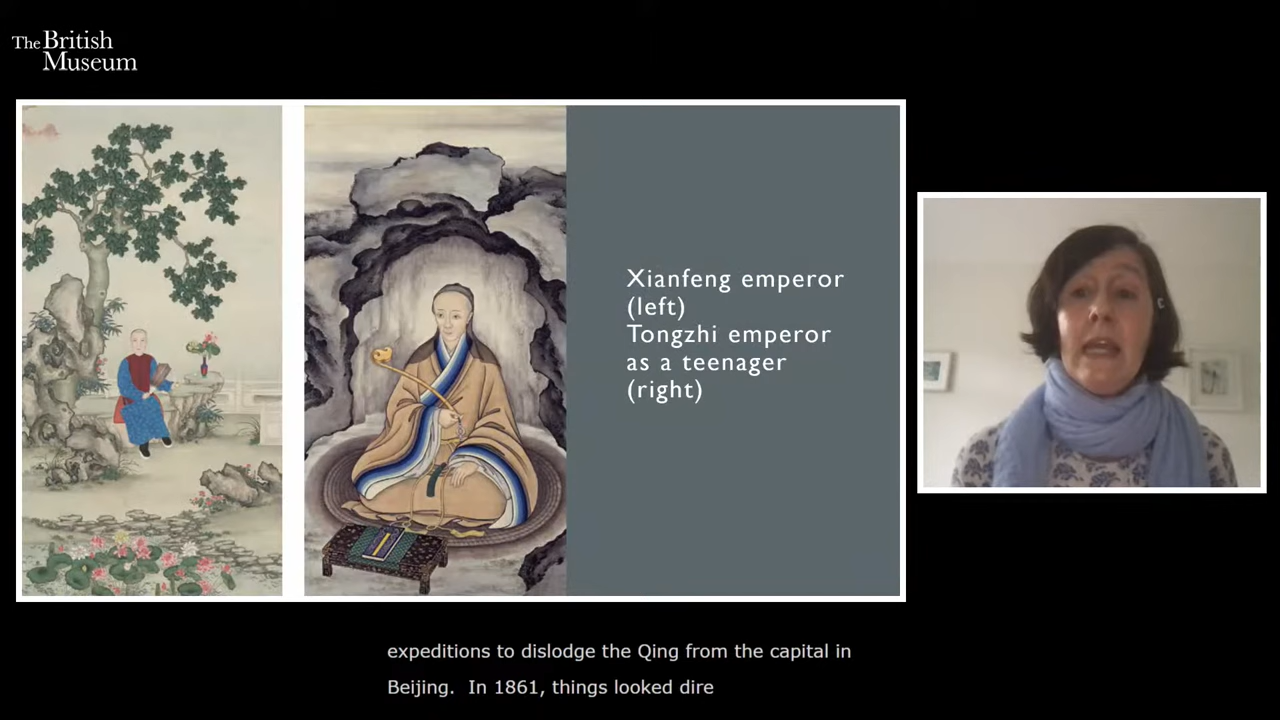 The British
Museum
Xianfeng emperor
(left)
Tongzhi emperor
as a teenager
(right)
expeditions to dislodge the Qing from the capital in
Beijing.  In 1861, things looked dire